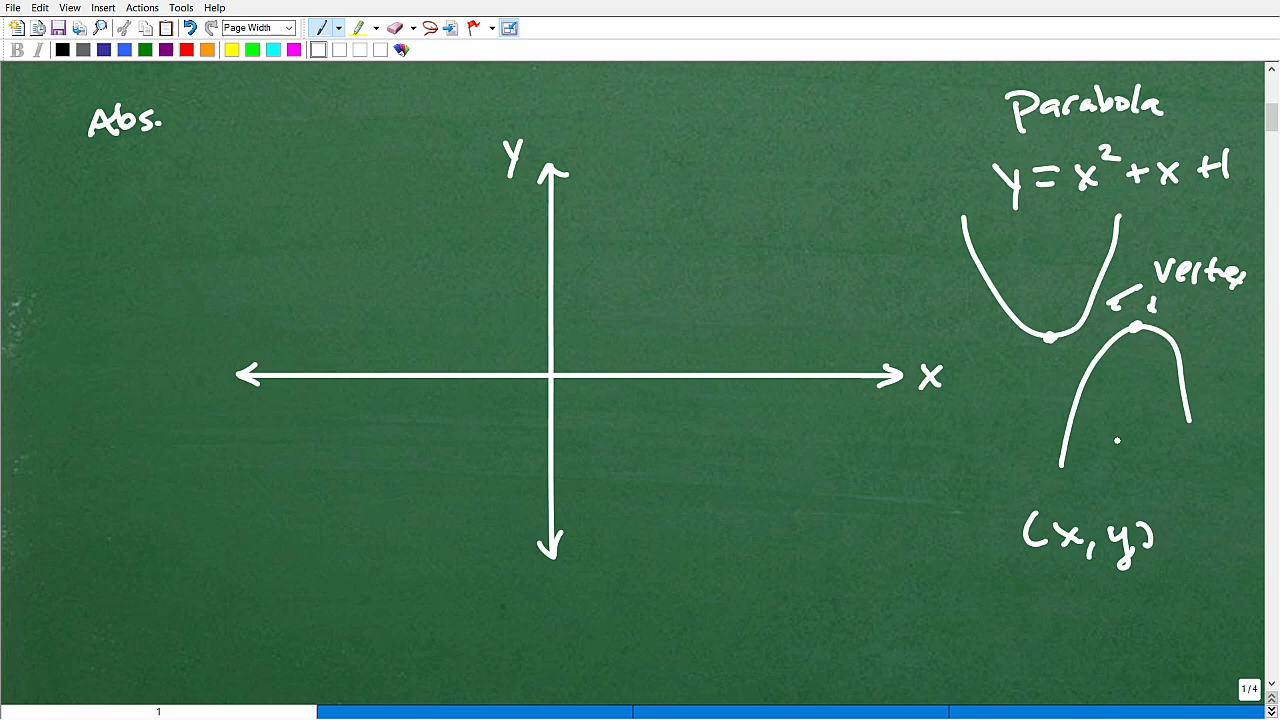 File Edit View Insert Actions Tools Help
Page Width
B I
Abs.
Parabola
y = x² + x + 1
y
vertex
x
(x, y)
1 / 4
1